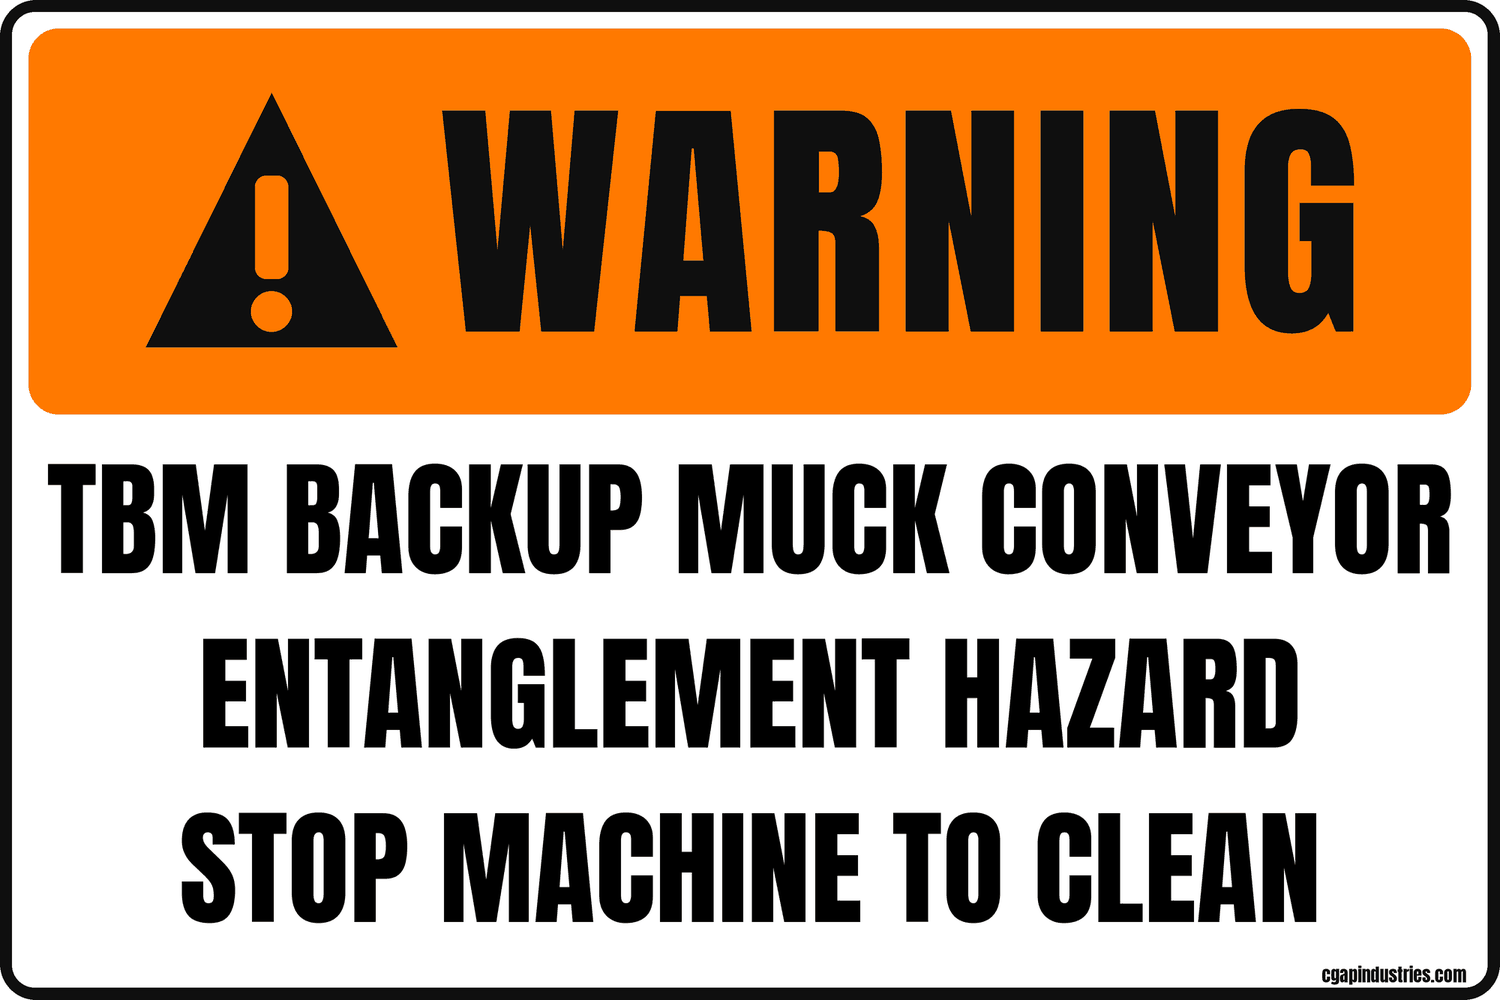 WARNING
TBM BACKUP MUCK CONVEYOR
ENTANGLEMENT HAZARD
STOP MACHINE TO CLEAN
cgapindustries.com